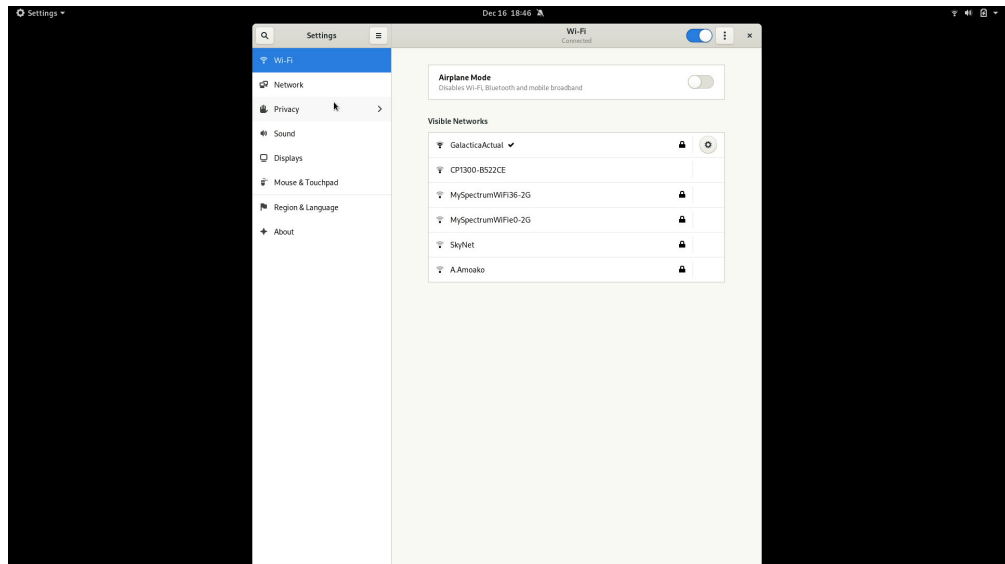 Settings
Dec 16 18:46
Settings
Wi-Fi
Connected
Wi-Fi
Network
Privacy
Sound
Displays
Mouse & Touchpad
Region & Language
About
Airplane Mode
Disables Wi-Fi, Bluetooth and mobile broadband
Visible Networks
GalacticaActual
CP1300-B522CE
MySpectrumWiFi36-2G
MySpectrumWiFie0-2G
SkyNet
A.Amoako